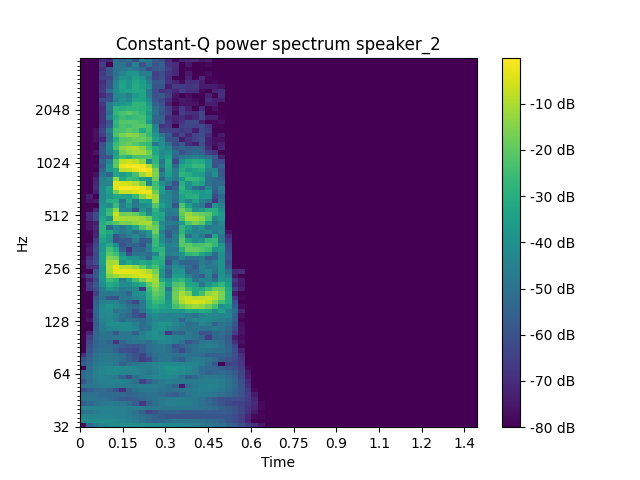 Constant-Q power spectrum speaker_2
2048
1024
512
256
128
64
32
Hz
0 0.15 0.3 0.45 0.6 0.75 0.9 1.1 1.2 1.4
Time
-10 dB
-20 dB
-30 dB
-40 dB
-50 dB
-60 dB
-70 dB
-80 dB